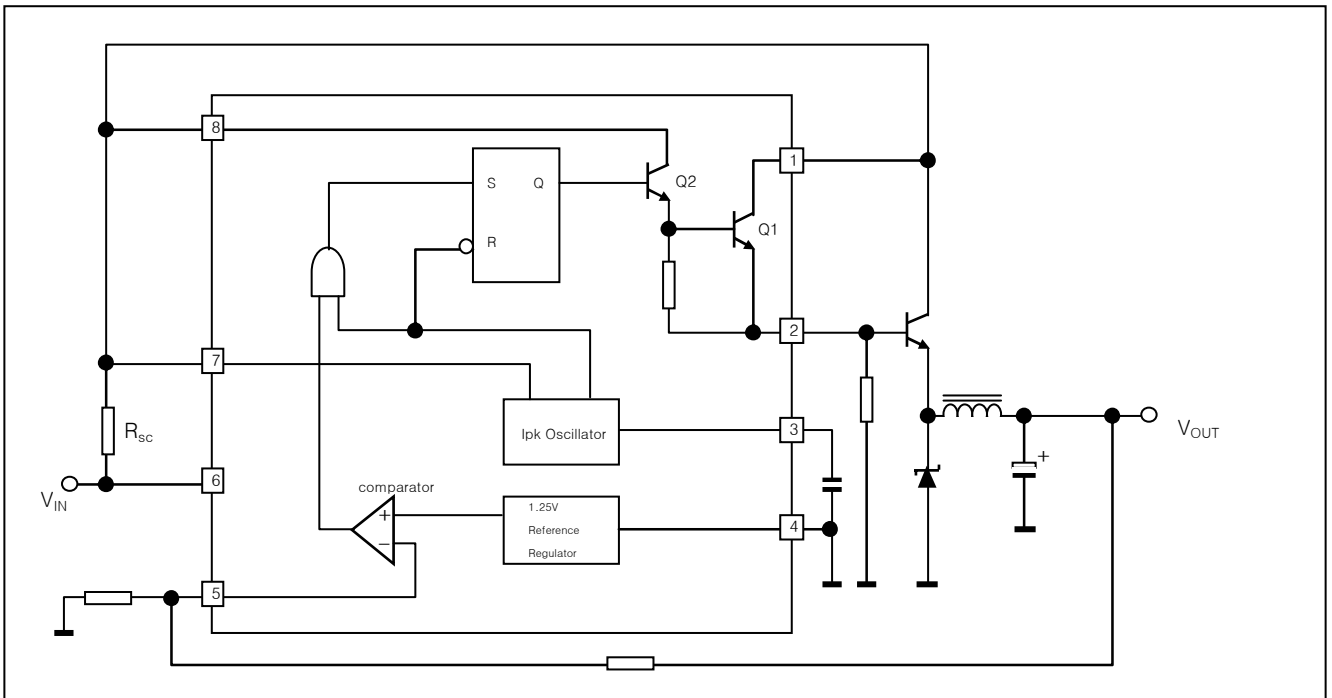 8
1
S Q
Q2
R
Q1
2
7
Ipk Oscillator
3
Rsc
6
VIN
comparator
+
−
1.25V
Reference
Regulator
4
5
+
VOUT